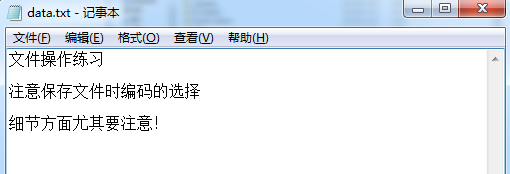 data.txt - 记事本
文件(F) 编辑(E) 格式(O) 查看(V) 帮助(H)
文件操作练习
注意保存文件时编码的选择
细节方面尤其要注意!